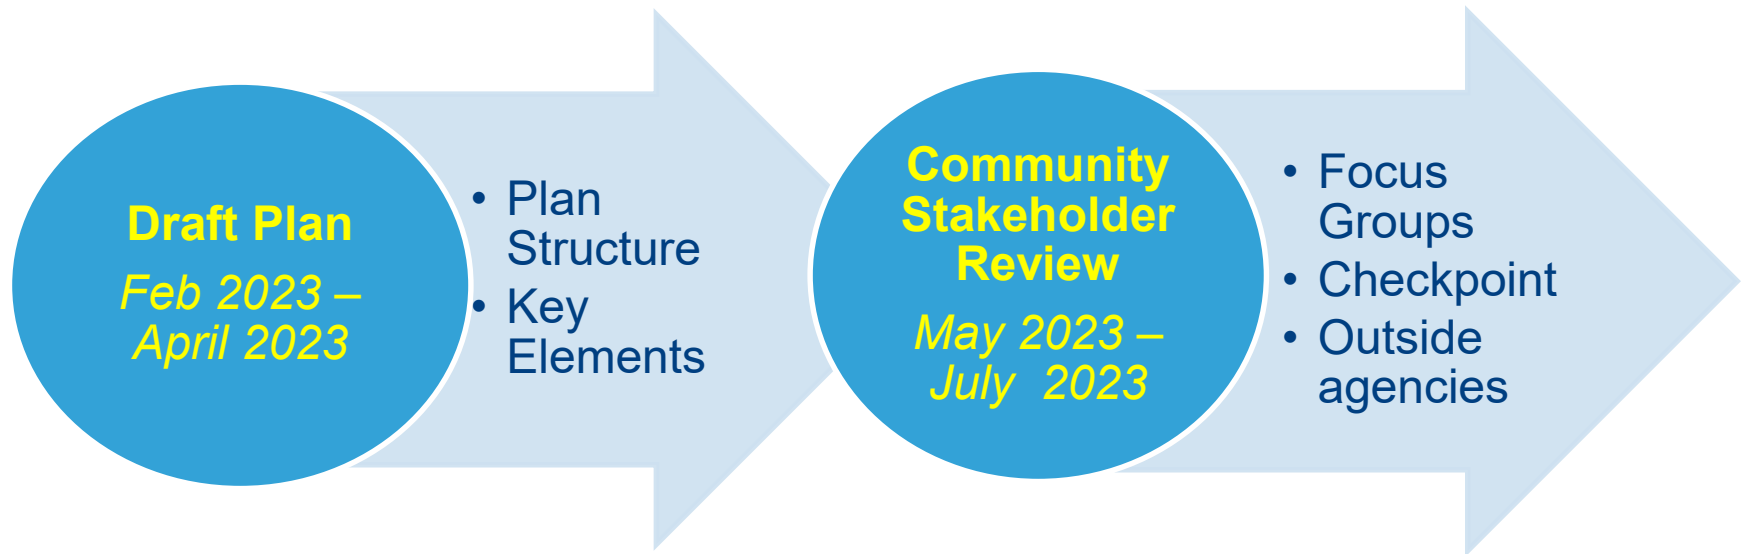 Draft Plan
Feb 2023 –
April 2023
• Plan
Structure
• Key
Elements
Community
Stakeholder
Review
May 2023 –
July  2023
• Focus
Groups
• Checkpoint
• Outside
agencies